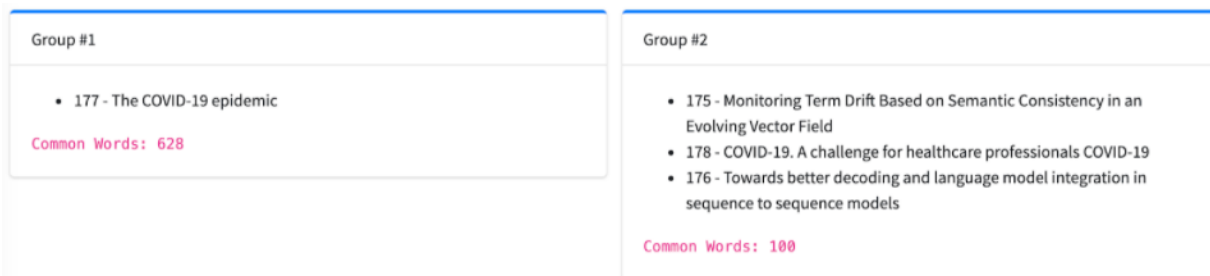 Group #1
• 177 - The COVID-19 epidemic
Common Words: 628
Group #2
• 175 - Monitoring Term Drift Based on Semantic Consistency in an
Evolving Vector Field
• 178 - COVID-19. A challenge for healthcare professionals COVID-19
• 176 - Towards better decoding and language model integration in
sequence to sequence models
Common Words: 100